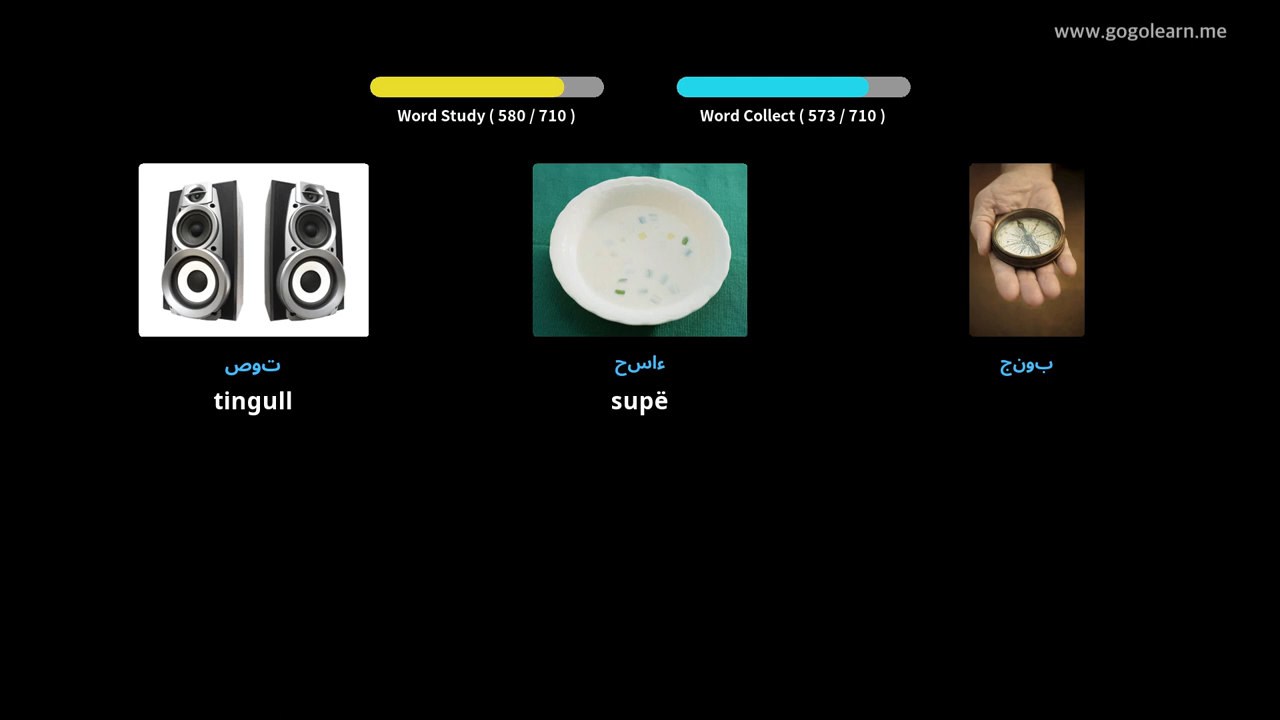 www.gogolearn.me
Word Study ( 580 / 710 )
Word Collect ( 573 / 710 )
توص
ءاسح
بونج
tingull
supë